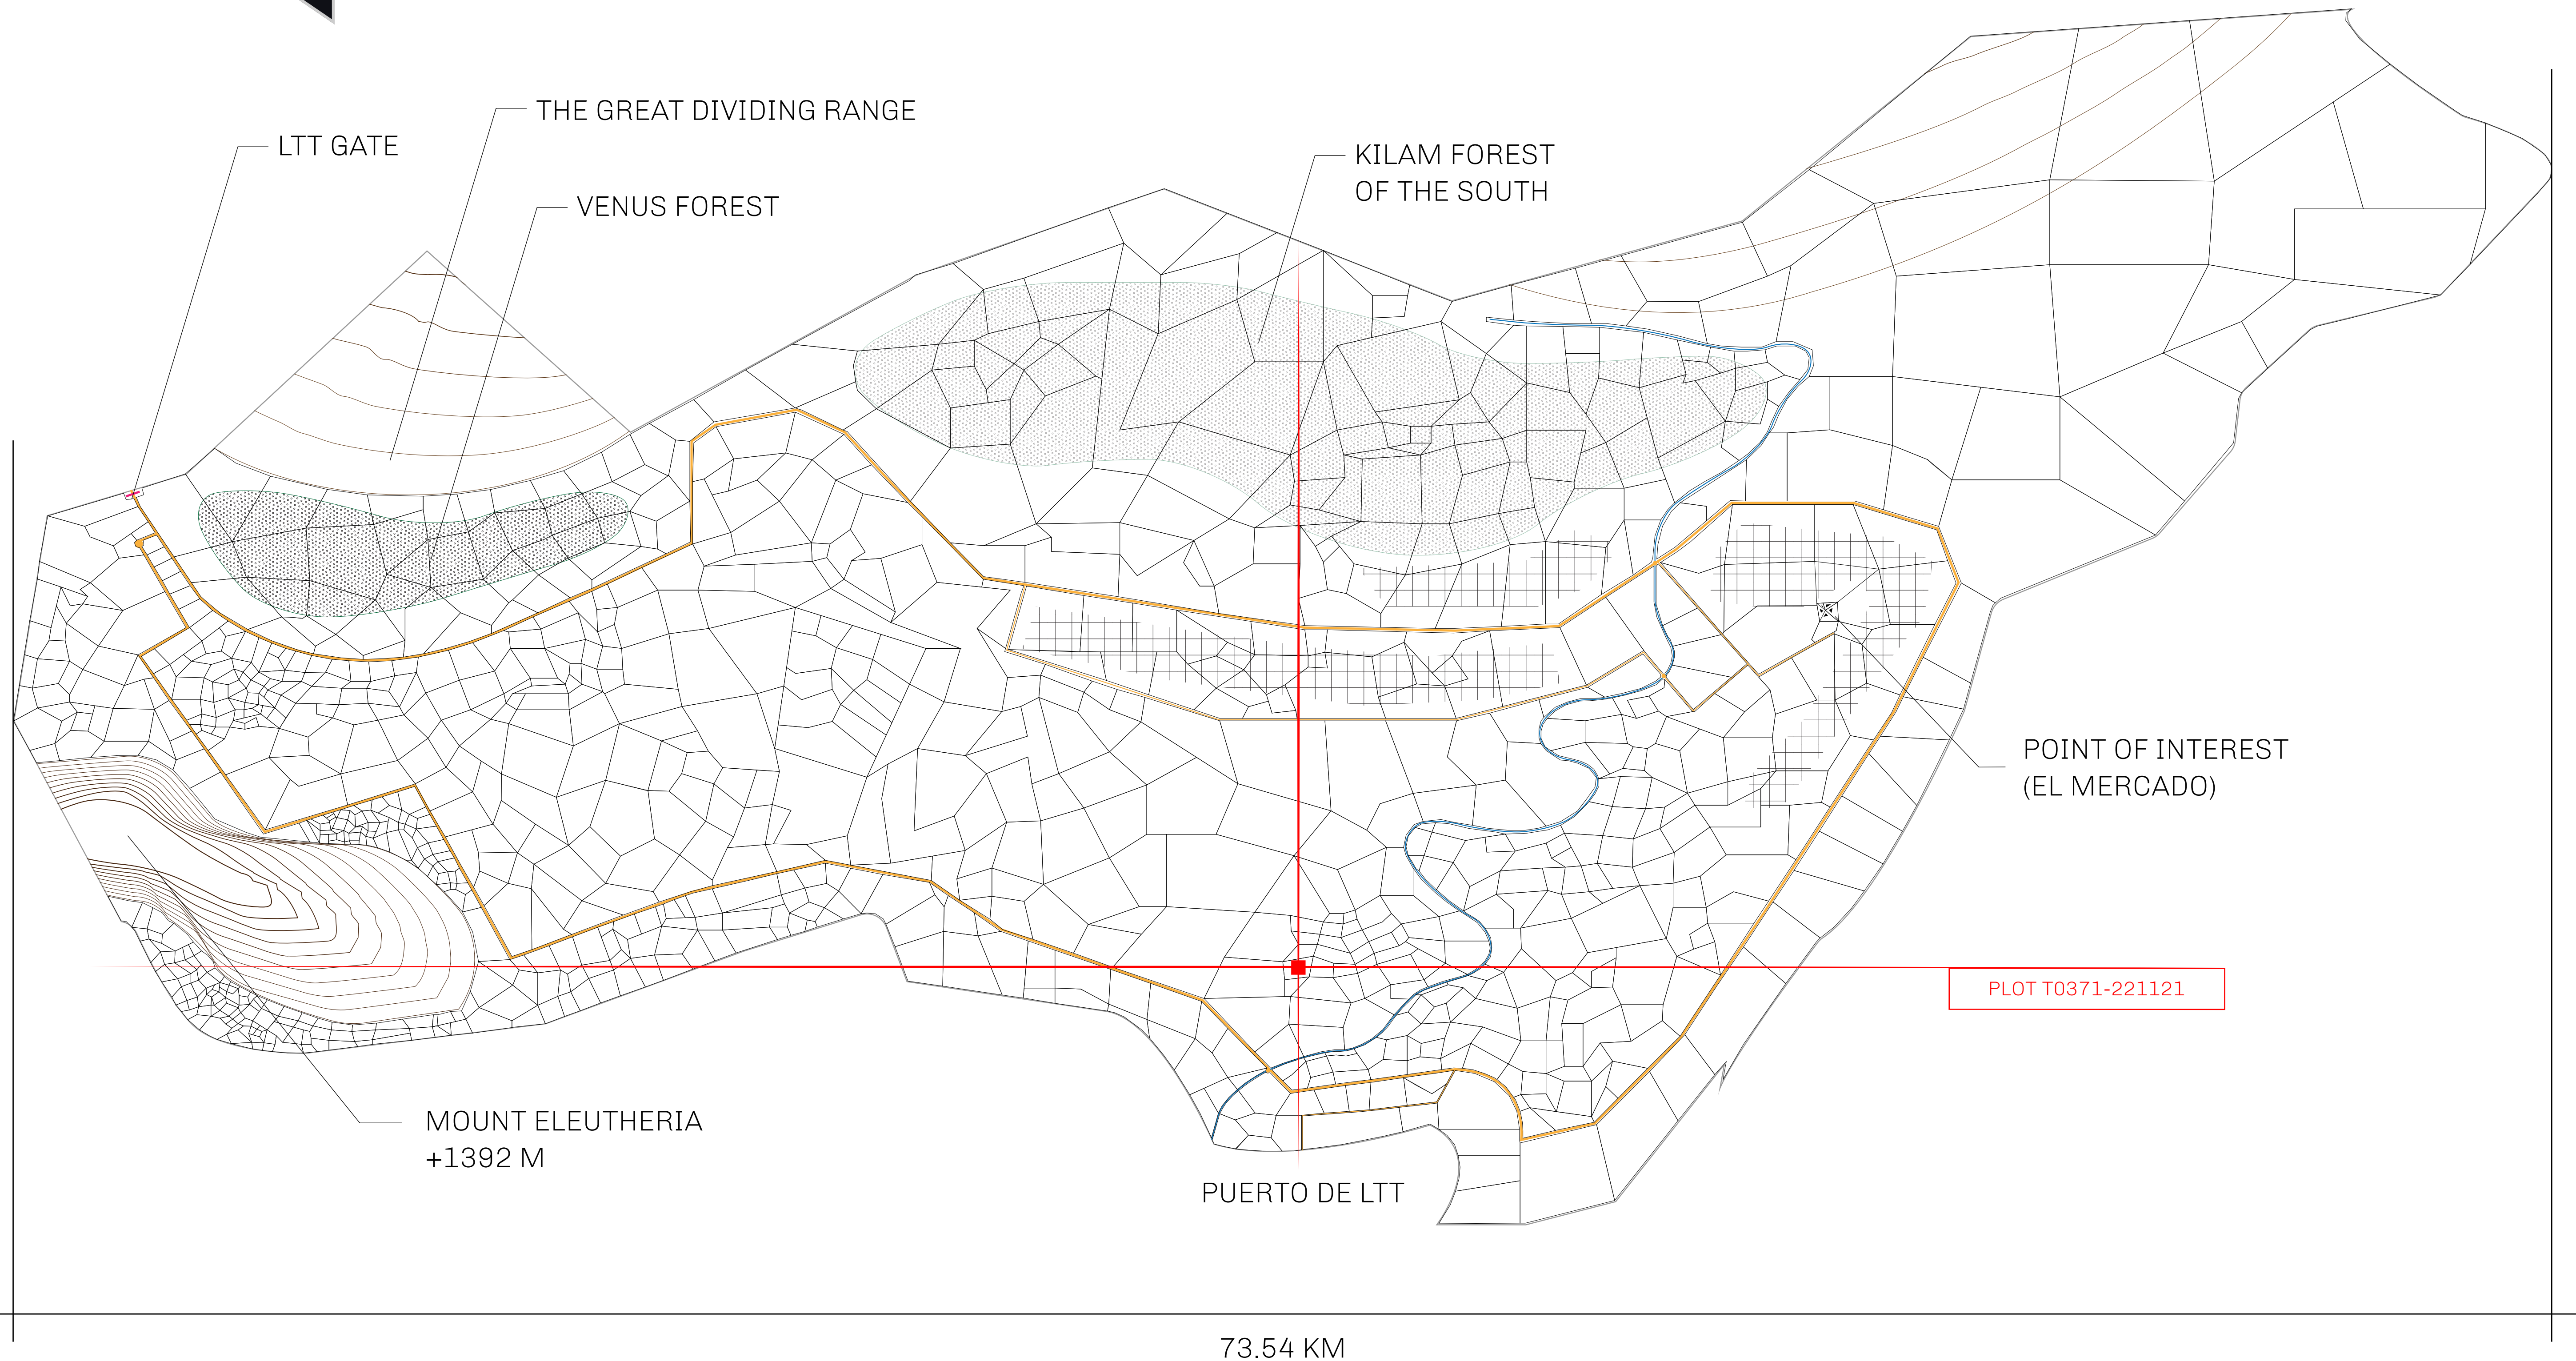 THE GREAT DIVIDING RANGE
LTT GATE
KILAM FOREST
OF THE SOUTH
VENUS FOREST
POINT OF INTEREST
(EL MERCADO)
PLOT T0371-221121
MOUNT ELEUTHERIA
+1392 M
PUERTO DE LTT
73.54 KM